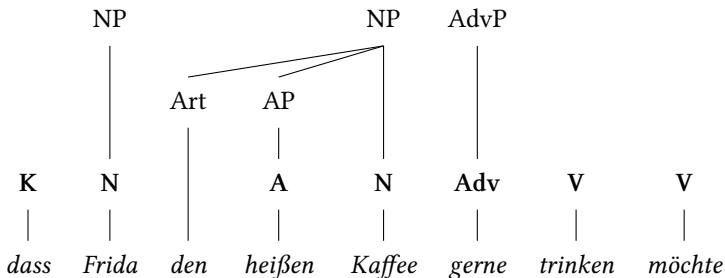 NP NP AdvP
Art AP
K N A N Adv V V
dass Frida den heißen Kaffee gerne trinken möchte